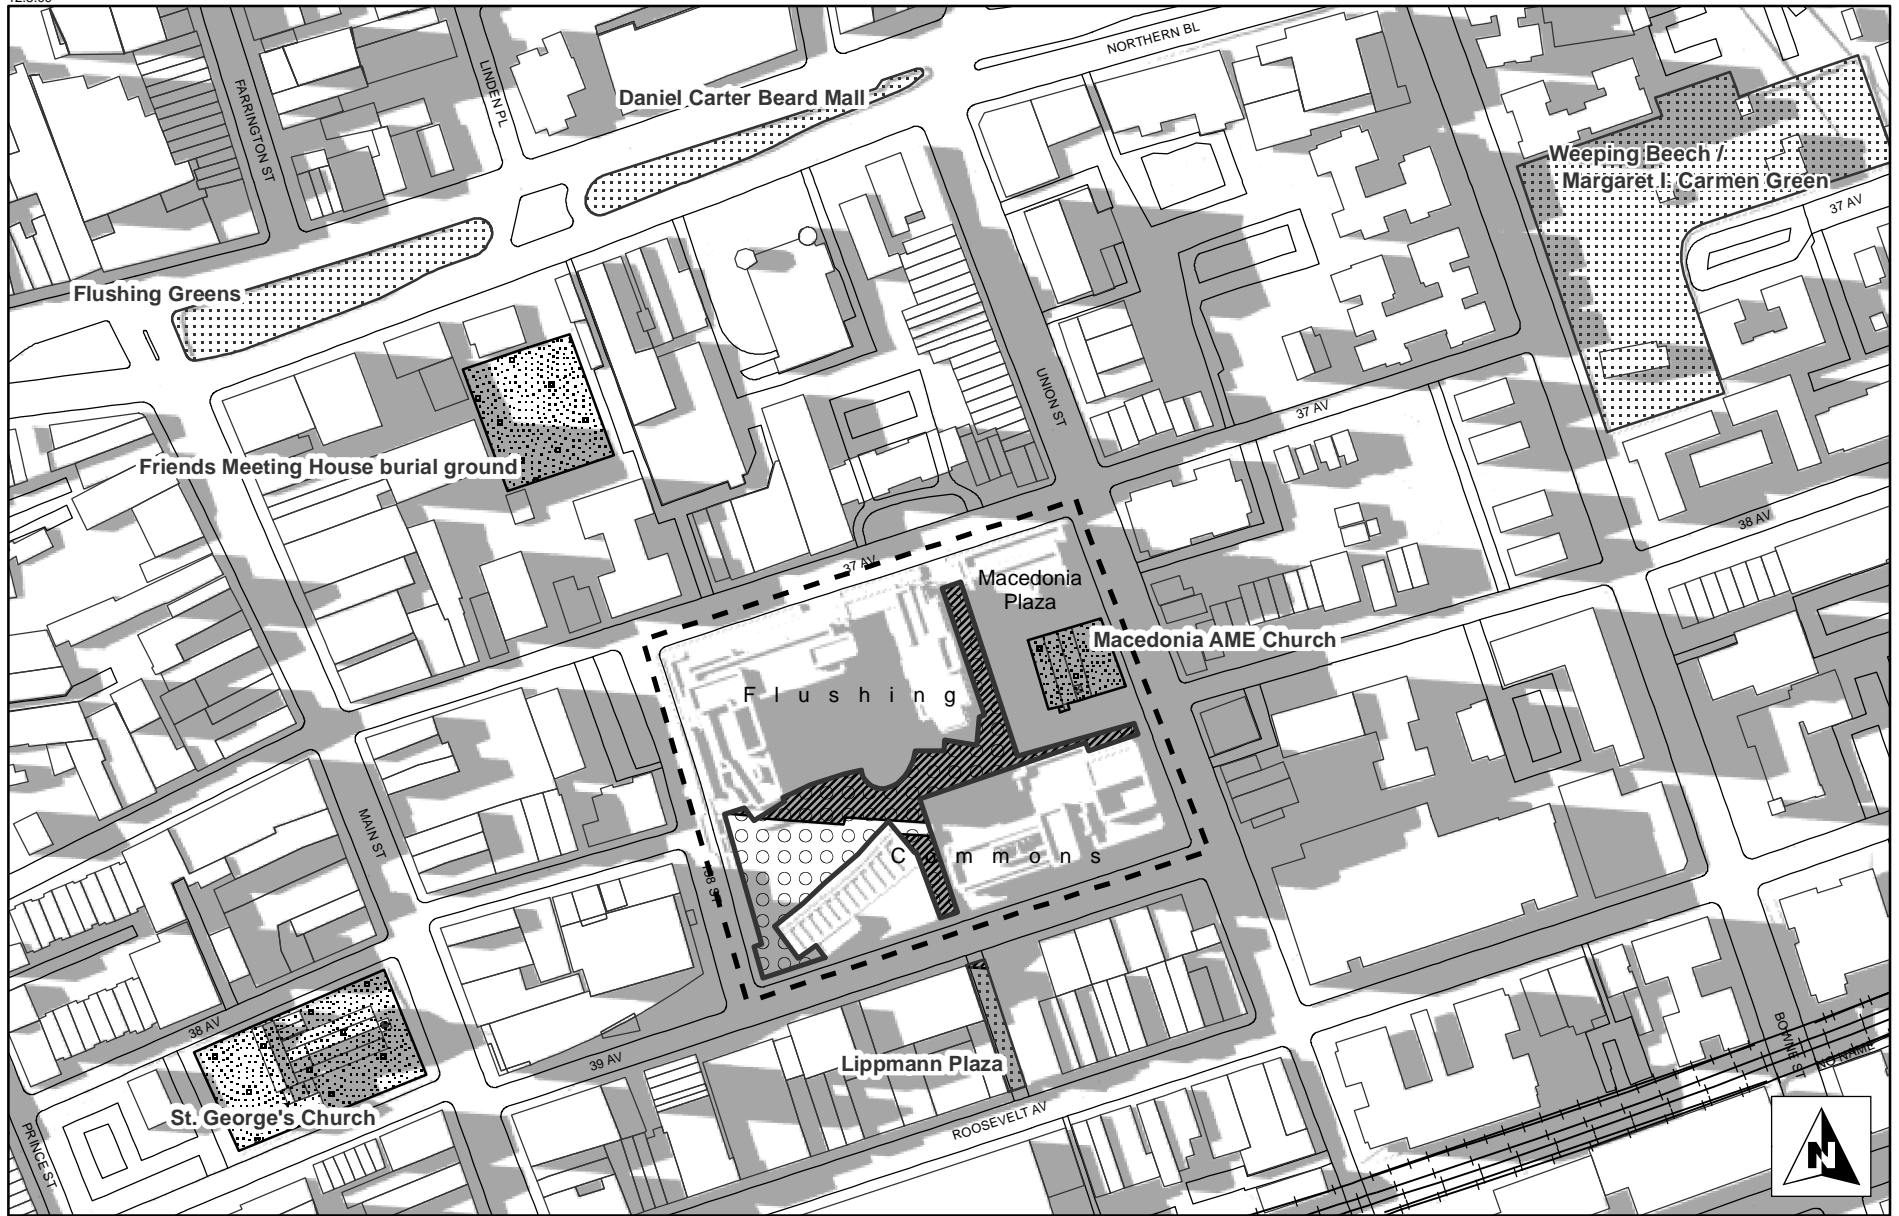 NORTHERN BL
LINDEN PL
FARRINGTON ST
Daniel Carter Beard Mall
Weeping Beech /
Margaret I. Carmen Green
37 AV
Flushing Greens
UNION ST
37 AV
Friends Meeting House burial ground
38 AV
37 AV
Macedonia
Plaza
Macedonia AME Church
Flushing
MAIN ST
Commons
38 AV
39 AV
Lippmann Plaza
BOWNE ST
NO NAME
St. George's Church
ROOSEVELT AV
PRINCE ST
N